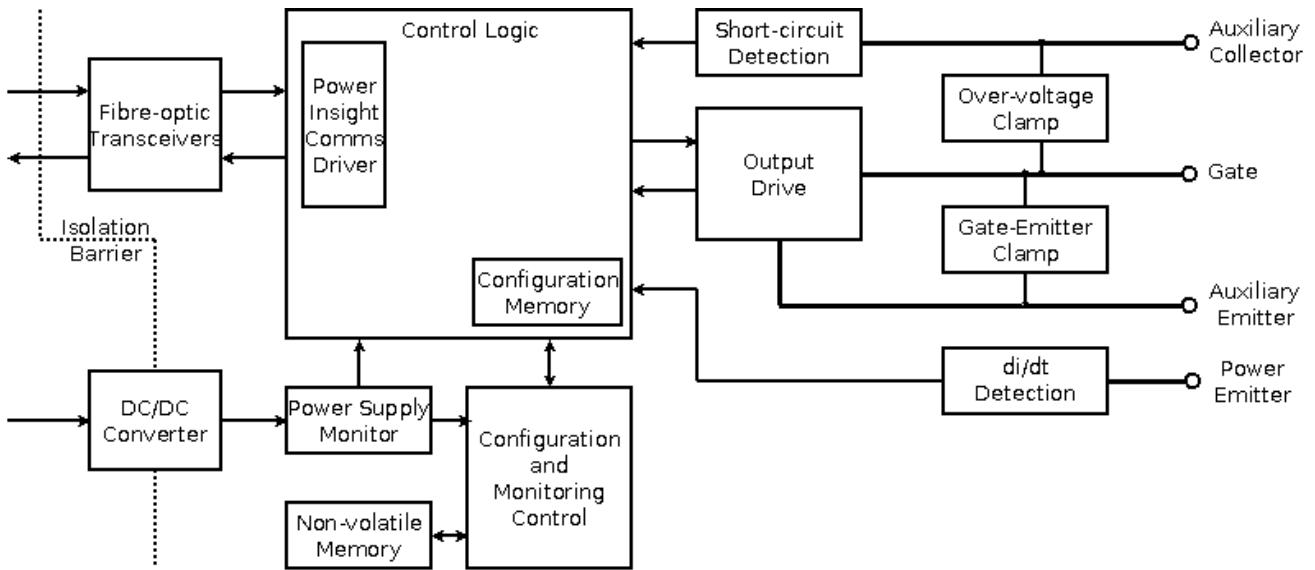 Control Logic
Power
Insight
Comms
Driver
Configuration
Memory
Fibre-optic
Transceivers
Isolation
Barrier
DC/DC
Converter
Power Supply
Monitor
Non-volatile
Memory
Configuration
and
Monitoring
Control
Short-circuit
Detection
Output
Drive
Over-voltage
Clamp
Gate-Emitter
Clamp
di/dt
Detection
Auxiliary
Collector
Gate
Auxiliary
Emitter
Power
Emitter